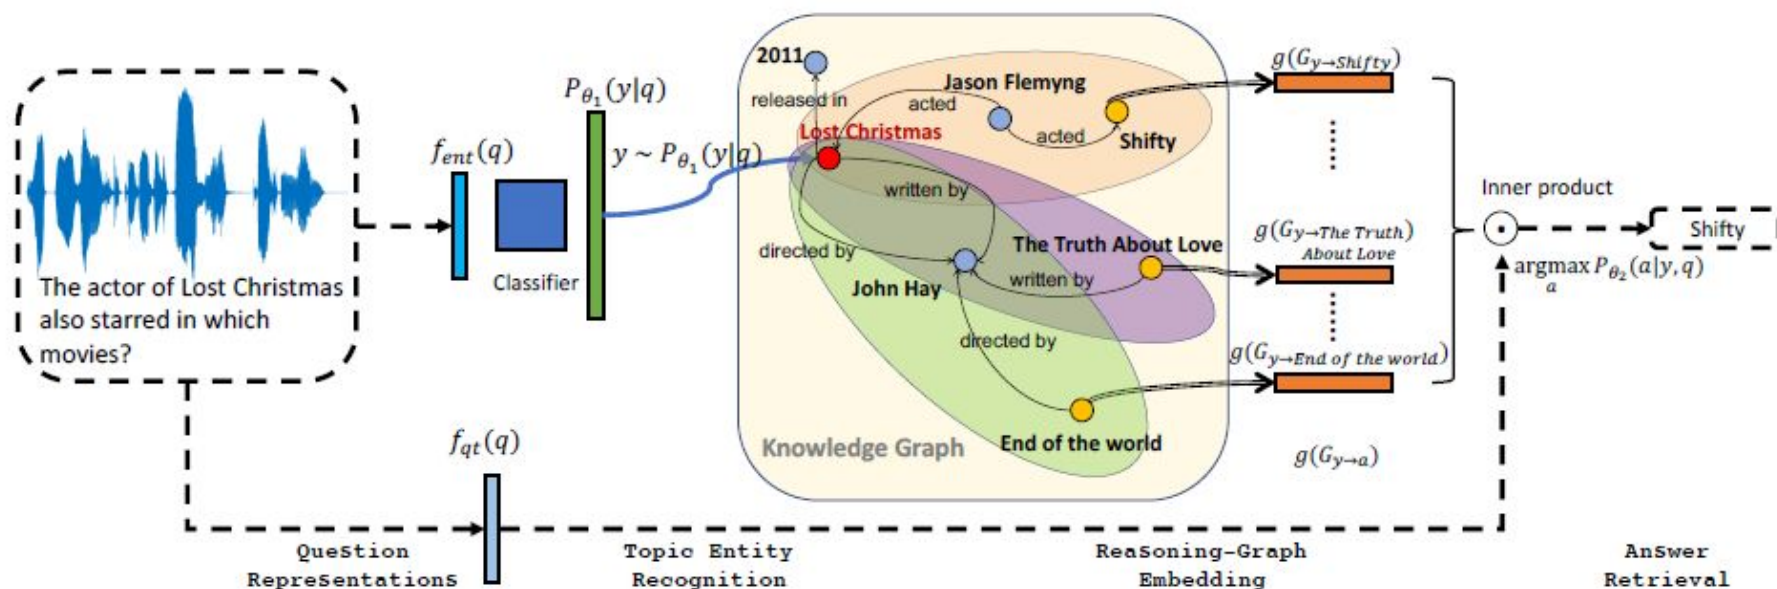 The actor of Lost Christmas
also starred in which
movies?
f_ent(q)
Classifier
P_θ₁(y|q)
y ~ P_θ₁(y|q)
f_qt(q)
2011
released in
Lost Christmas
Jason Flemyng
acted
acted
Shifty
written by
directed by
John Hay
The Truth About Love
written by
directed by
End of the world
Knowledge Graph
g(G_y→Shifty)
g(G_y→The Truth)
About Love
g(G_y→End of the world)
g(G_y→a)
Inner product
argmax P_θ₂(a|y, q)
a
Shifty
Question
Representations
Topic Entity
Recognition
Reasoning-Graph
Embedding
AnSwer
Retrieval